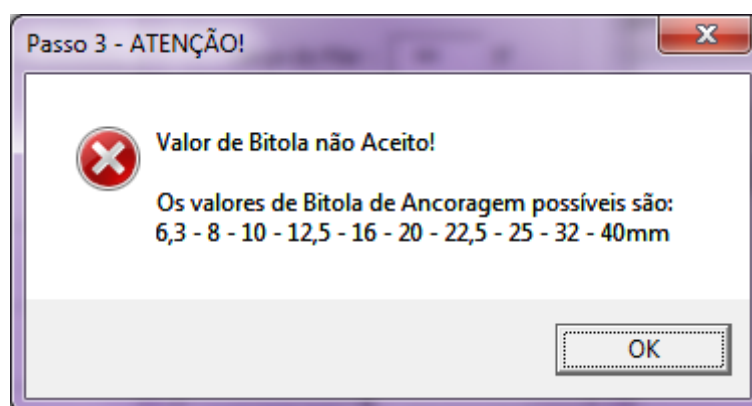 Passo 3 - ATENÇÃO!
Valor de Bitola não Aceito!
Os valores de Bitola de Ancoragem possíveis são:
6,3 - 8 - 10 - 12,5 - 16 - 20 - 22,5 - 25 - 32 - 40mm
OK